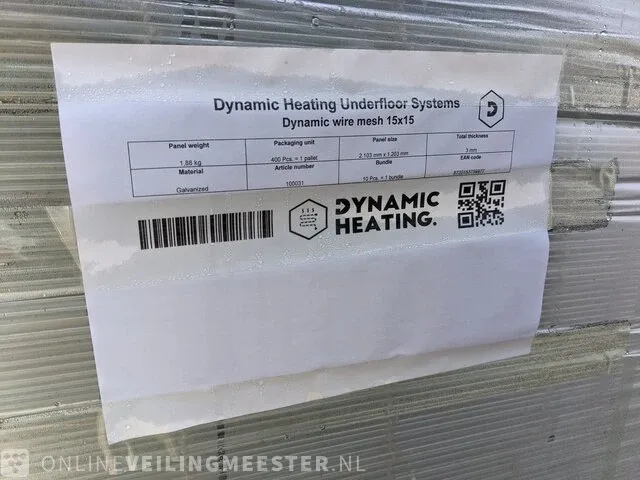 Dynamic Heating Underfloor Systems
Dynamic wire mesh 15x15
Panel weight Packaging unit Panel size Total thickness
1,88 kg 400 Pcs. = 1 pallet 2.103 mm x 1.203 mm 3 mm
Material Article number Bundle EAN code
Galvanized 100031 10 Pcs. = 1 bundle
D
DYNAMIC
HEATING.
ONLINEVEILINGMEESTER.NL